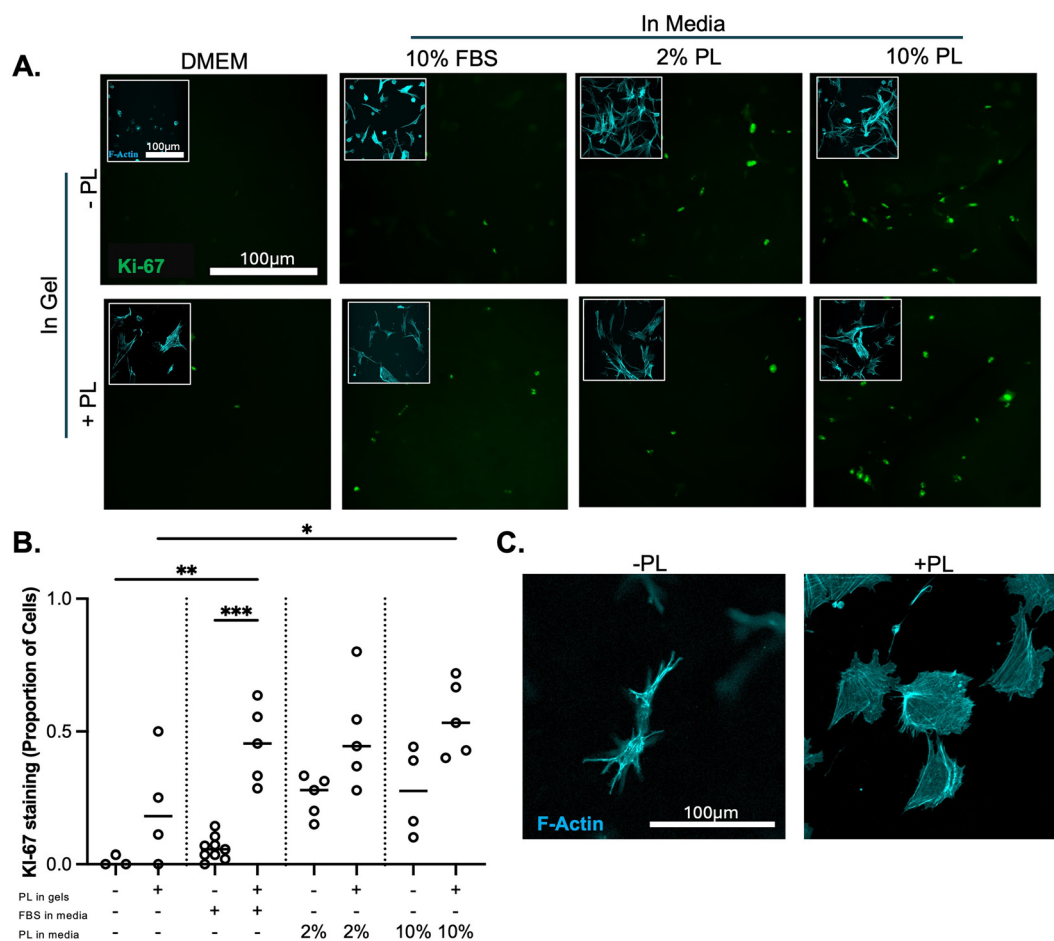 In Media
A.
DMEM
10% FBS
2% PL
10% PL
In Gel
- PL
F-Actin
100µm
Ki-67
100µm
+ PL
B.
*
**
***
KI-67 staining (Proportion of Cells)
1.0
0.5
0.0
PL in gels - + - + - + - +
FBS in media - - + +
PL in media - - - - 2% 2% 10% 10%
C.
-PL
+PL
F-Actin
100µm